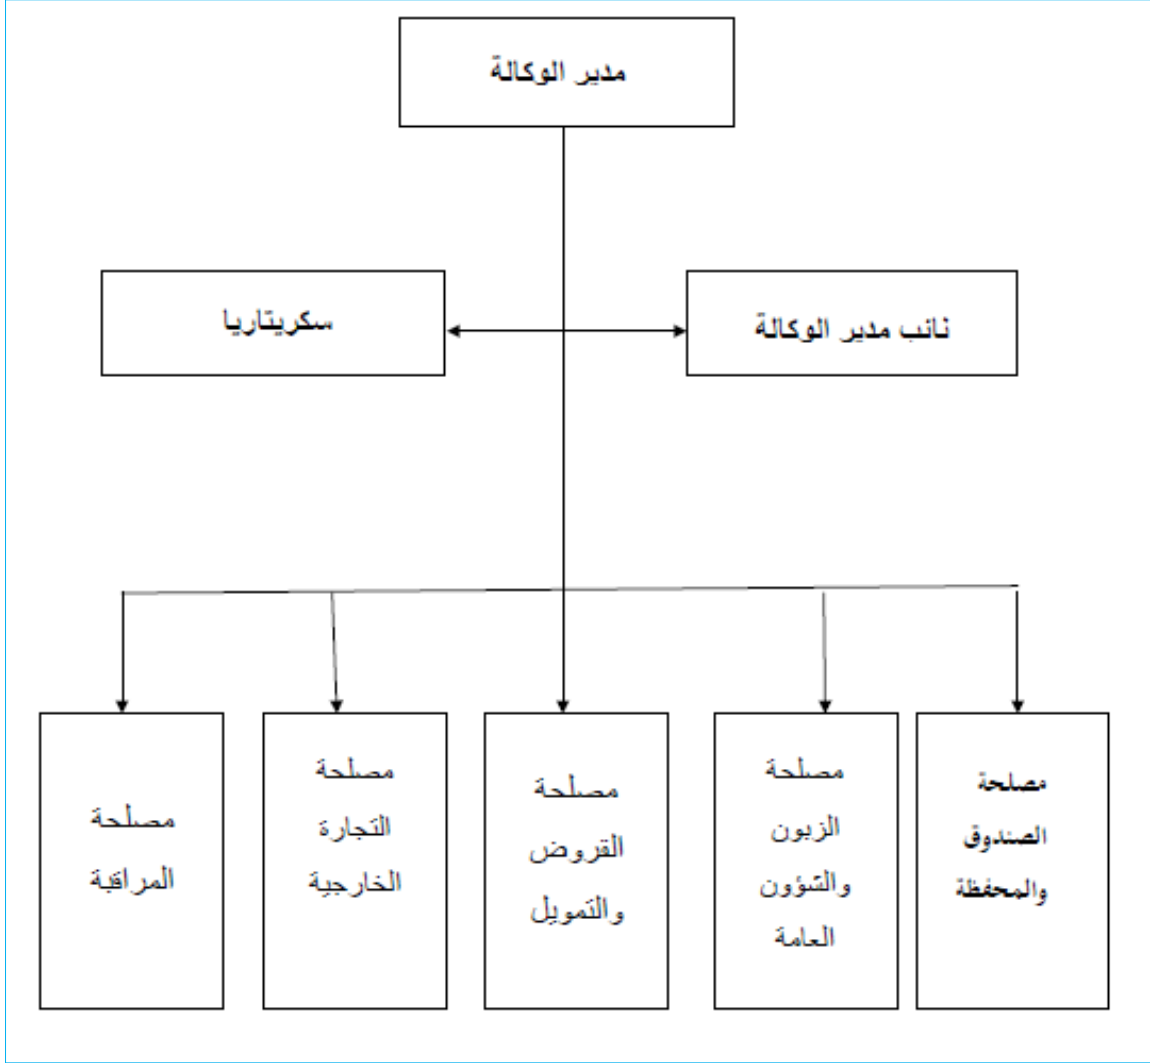 مدير الوكالة
نائب مدير الوكالة
سكريتاريا
مصلحة
الصندوق
والمحفظة
مصلحة
الزبون
والشؤون
العامة
مصلحة
القروض
والتمويل
مصلحة
التجارة
الخارجية
مصلحة
المراقبة